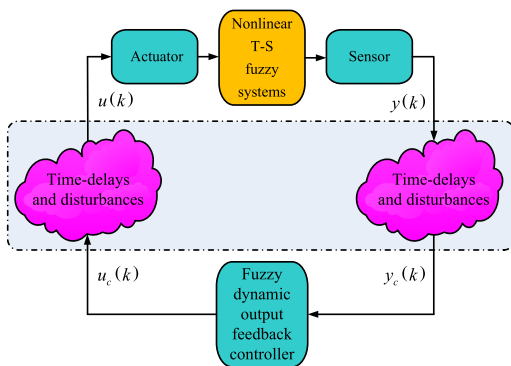 Nonlinear
T-S
fuzzy
systems
Actuator
Sensor
u(k)
y(k)
Time-delays
and disturbances
Time-delays
and disturbances
u_c(k)
y_c(k)
Fuzzy
dynamic
output
feedback
controller